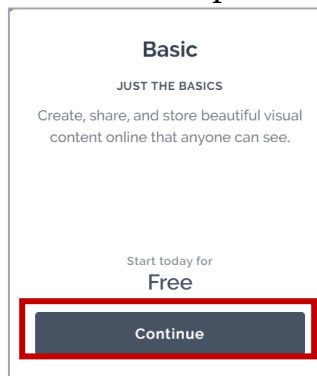 Basic
JUST THE BASICS
Create, share, and store beautiful visual
content online that anyone can see.
Start today for
Free
Continue